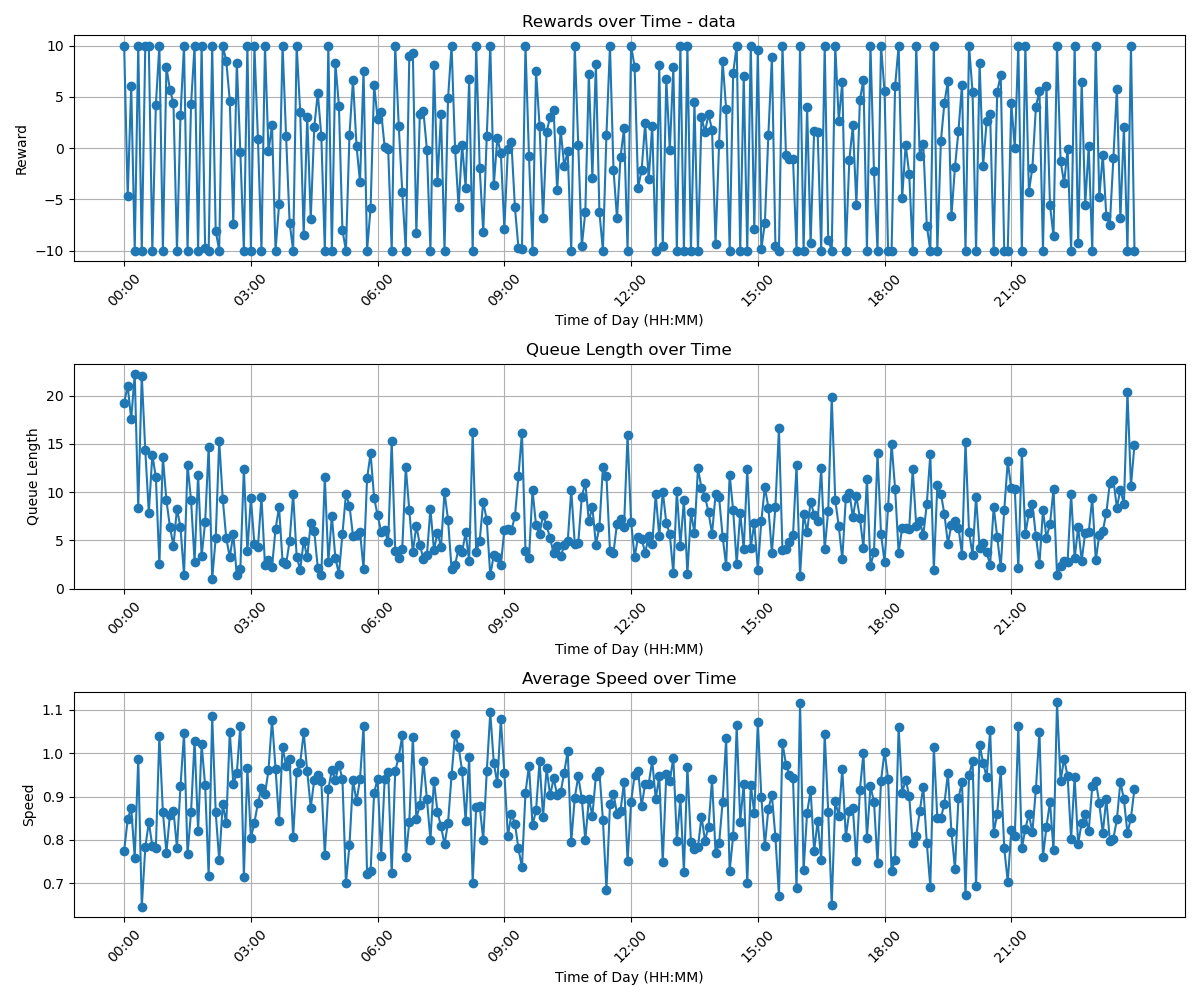 Rewards over Time - data
Reward
10
5
0
−5
−10
00:00 03:00 06:00 09:00 12:00 15:00 18:00 21:00
Time of Day (HH:MM)
Queue Length over Time
Queue Length
20
15
10
5
0
00:00 03:00 06:00 09:00 12:00 15:00 18:00 21:00
Time of Day (HH:MM)
Average Speed over Time
Speed
1.1
1.0
0.9
0.8
0.7
00:00 03:00 06:00 09:00 12:00 15:00 18:00 21:00
Time of Day (HH:MM)